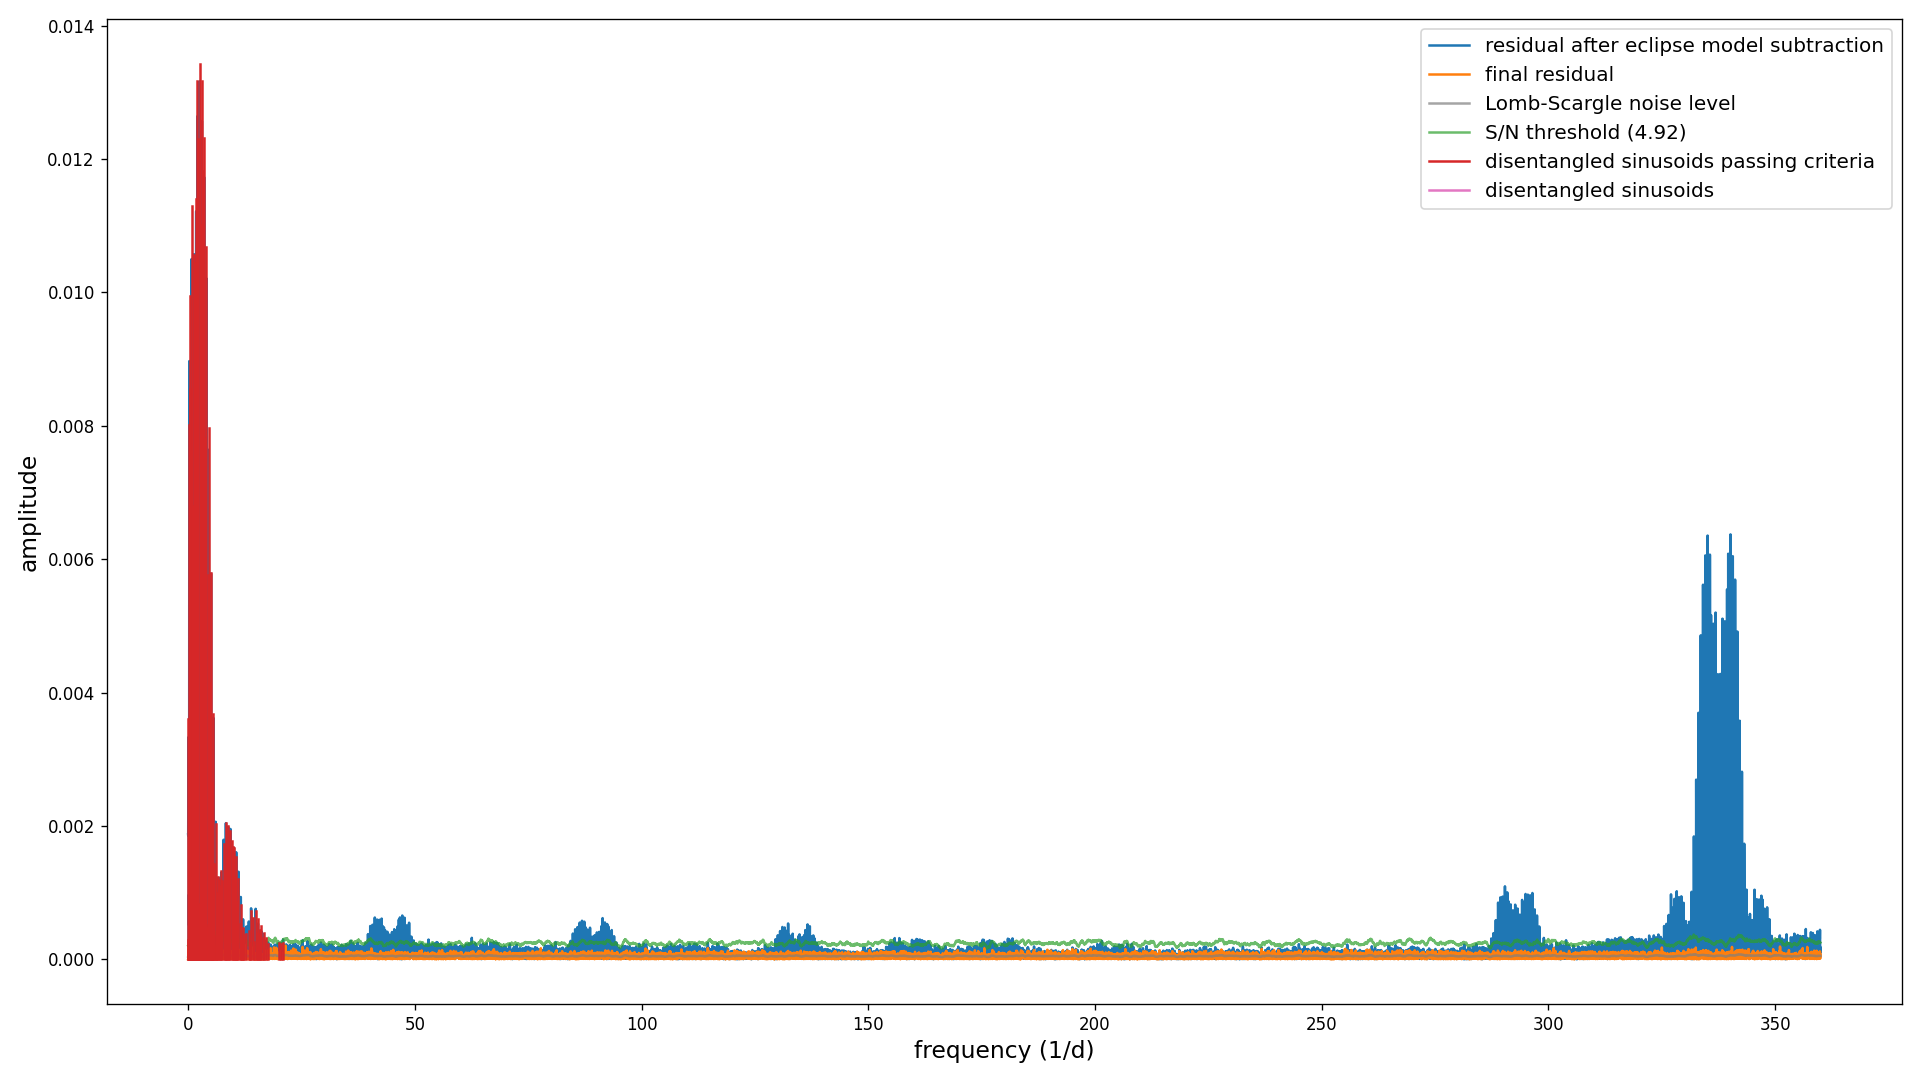 0.014
0.012
0.010
0.008
0.006
0.004
0.002
0.000
amplitude
0
50
100
150
200
250
300
350
frequency (1/d)
residual after eclipse model subtraction
final residual
Lomb-Scargle noise level
S/N threshold (4.92)
disentangled sinusoids passing criteria
disentangled sinusoids